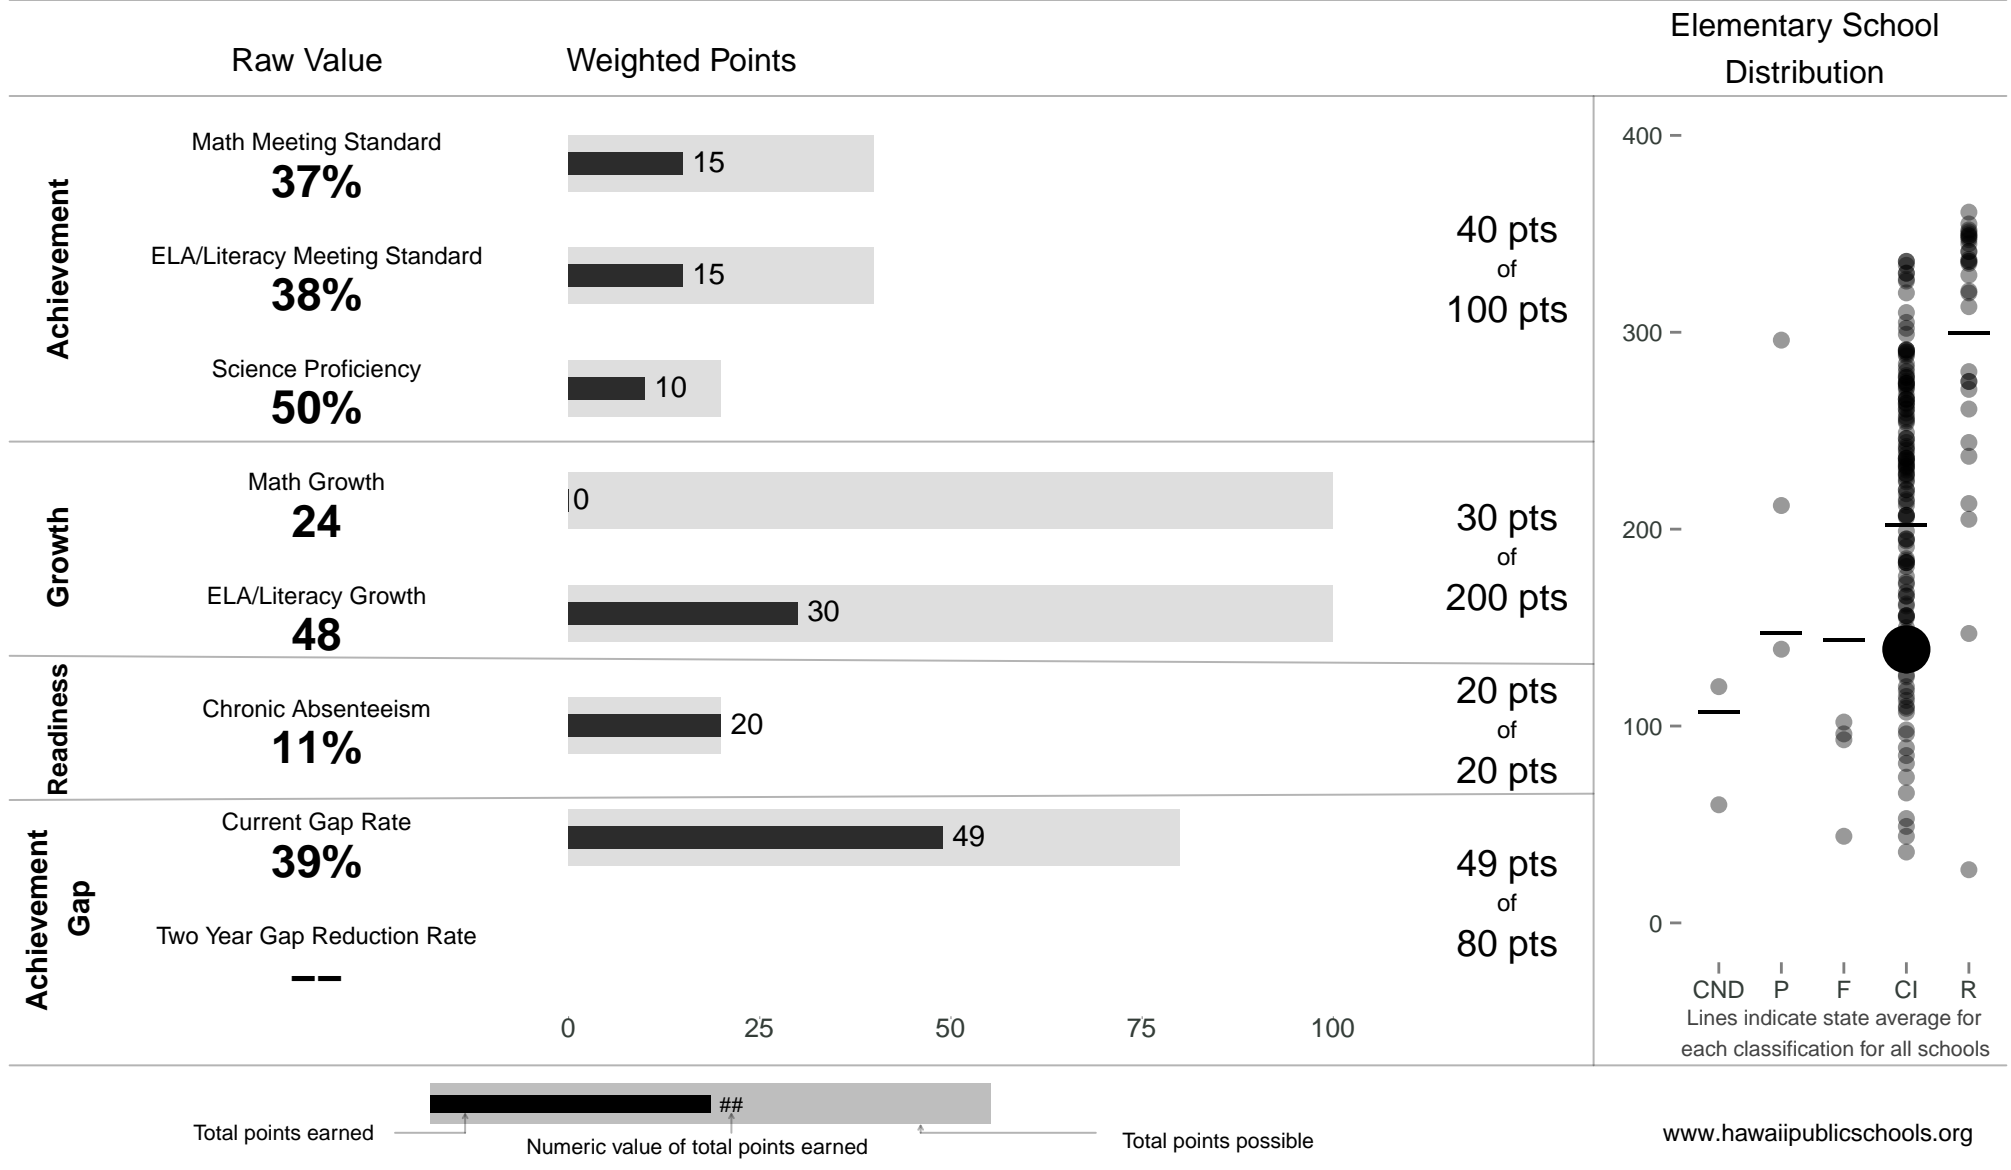 Raw Value
Weighted Points
Elementary School
Distribution
Achievement
Math Meeting Standard
37%
15
ELA/Literacy Meeting Standard
38%
15
Science Proficiency
50%
10
40 pts
of
100 pts
Growth
Math Growth
24
0
ELA/Literacy Growth
48
30
30 pts
of
200 pts
Readiness
Chronic Absenteeism
11%
20
20 pts
of
20 pts
Achievement
Gap
Current Gap Rate
39%
49
Two Year Gap Reduction Rate
−−
49 pts
of
80 pts
0 25 50 75 100
400
300
200
100
0
CND P F CI R
Lines indicate state average for
each classification for all schools
##
Total points earned
Numeric value of total points earned
Total points possible
www.hawaiipublicschools.org